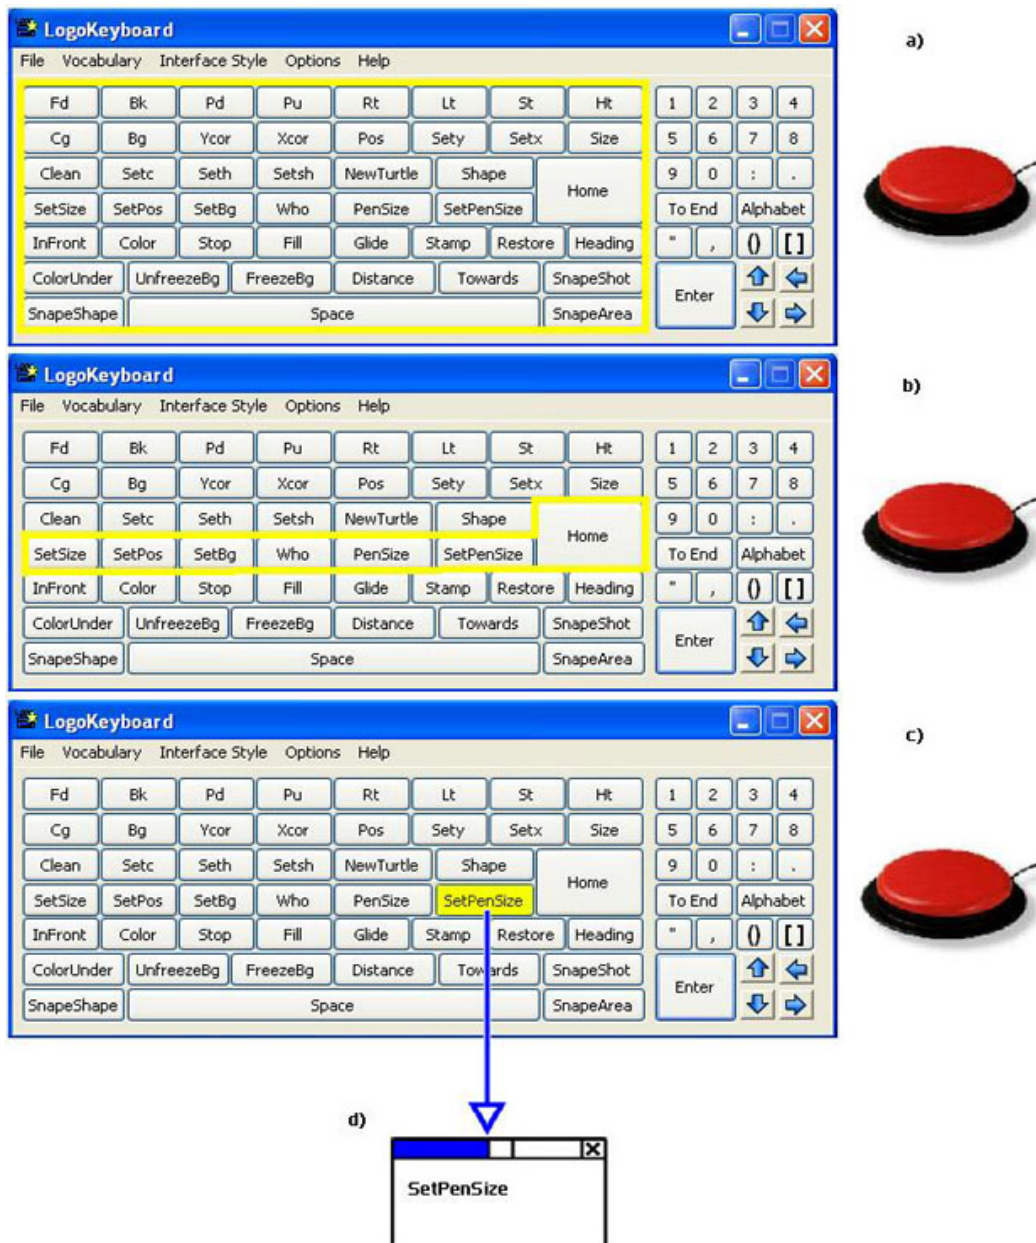 LogoKeyboard
a)
File Vocabulary Interface Style Options Help
Fd Bk Pd Pu Rt Lt St Ht 1 2 3 4
Cg Bg Ycor Xcor Pos Sety Setx Size 5 6 7 8
Clean Setc Seth Setsh NewTurtle Shape Home 9 0 : .
SetSize SetPos SetBg Who PenSize SetPenSize To End Alphabet
InFront Color Stop Fill Glide Stamp Restore Heading " , () [ ]
ColorUnder UnfreezeBg FreezeBg Distance Towards SnapeShot Enter
SnapeShape Space SnapeArea
LogoKeyboard
b)
File Vocabulary Interface Style Options Help
Fd Bk Pd Pu Rt Lt St Ht 1 2 3 4
Cg Bg Ycor Xcor Pos Sety Setx Size 5 6 7 8
Clean Setc Seth Setsh NewTurtle Shape Home 9 0 : .
SetSize SetPos SetBg Who PenSize SetPenSize To End Alphabet
InFront Color Stop Fill Glide Stamp Restore Heading " , () [ ]
ColorUnder UnfreezeBg FreezeBg Distance Towards SnapeShot Enter
SnapeShape Space SnapeArea
LogoKeyboard
c)
File Vocabulary Interface Style Options Help
Fd Bk Pd Pu Rt Lt St Ht 1 2 3 4
Cg Bg Ycor Xcor Pos Sety Setx Size 5 6 7 8
Clean Setc Seth Setsh NewTurtle Shape Home 9 0 : .
SetSize SetPos SetBg Who PenSize SetPenSize To End Alphabet
InFront Color Stop Fill Glide Stamp Restore Heading " , () [ ]
ColorUnder UnfreezeBg FreezeBg Distance Towards SnapeShot Enter
SnapeShape Space SnapeArea
d)
SetPenSize